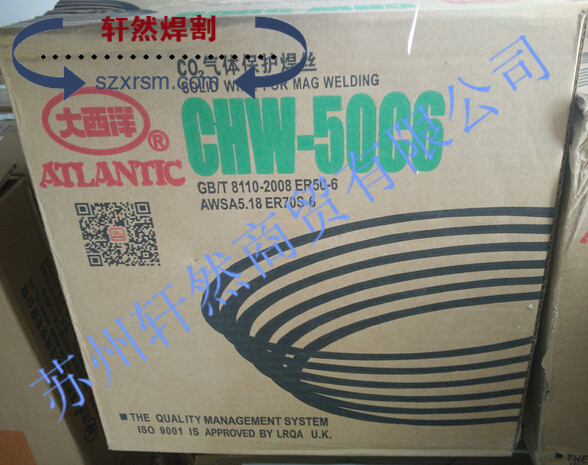 轩然焊割
szxrsm.com
CO₂气体保护焊丝
SOLID WIRE FOR MAG WELDING
大西洋
®
ATLANTIC
CHW-50C6
GB/T 8110-2008 ER50-6
AWSA5.18 ER70S-6
苏州轩然商贸有限公司
■ THE QUALITY MANAGEMENT SYSTEM
ISO 9001 IS APPROVED BY LRQA U.K.